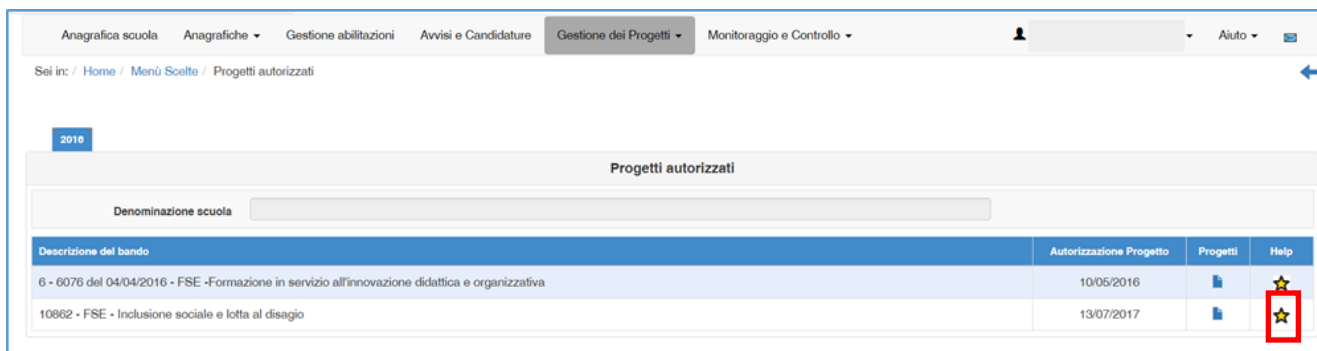 Anagrafica scuola Anagrafiche Gestione abilitazioni Avvisi e Candidature Gestione dei Progetti Monitoraggio e Controllo Aiuto
Sei in: / Home / Menù Scelte / Progetti autorizzati
2016
Progetti autorizzati
Denominazione scuola
Descrizione del bando Autorizzazione Progetto Progetti Help
6 - 6076 del 04/04/2016 - FSE -Formazione in servizio all'innovazione didattica e organizzativa 10/05/2016
10862 - FSE - Inclusione sociale e lotta al disagio 13/07/2017